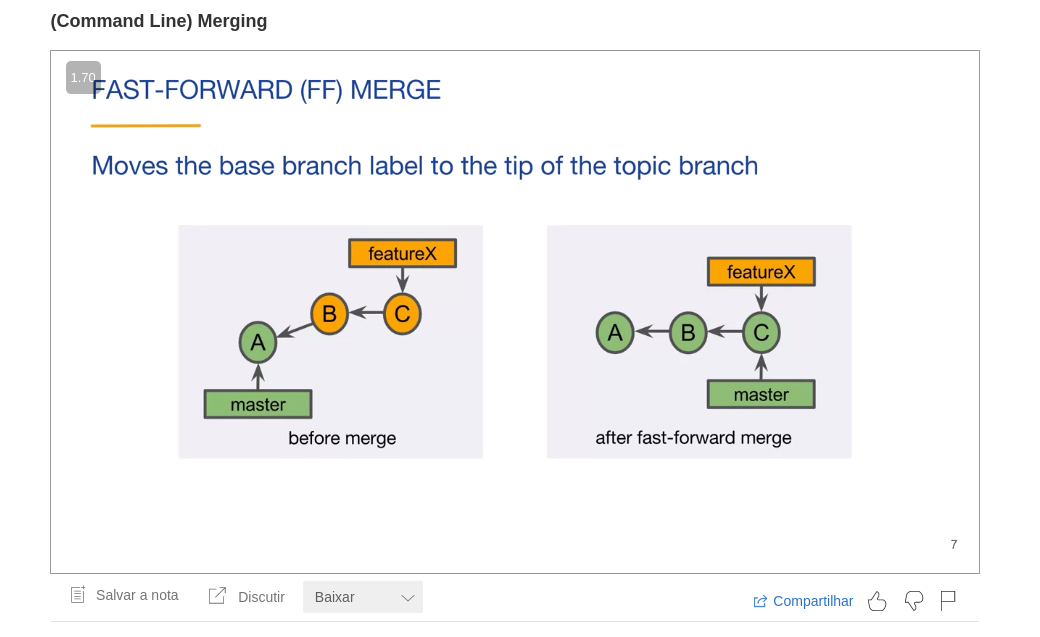 (Command Line) Merging
1.70
FAST-FORWARD (FF) MERGE
Moves the base branch label to the tip of the topic branch
featureX
B
C
A
master
before merge
featureX
A
B
C
master
after fast-forward merge
7
Salvar a nota
Discutir
Baixar
Compartilhar